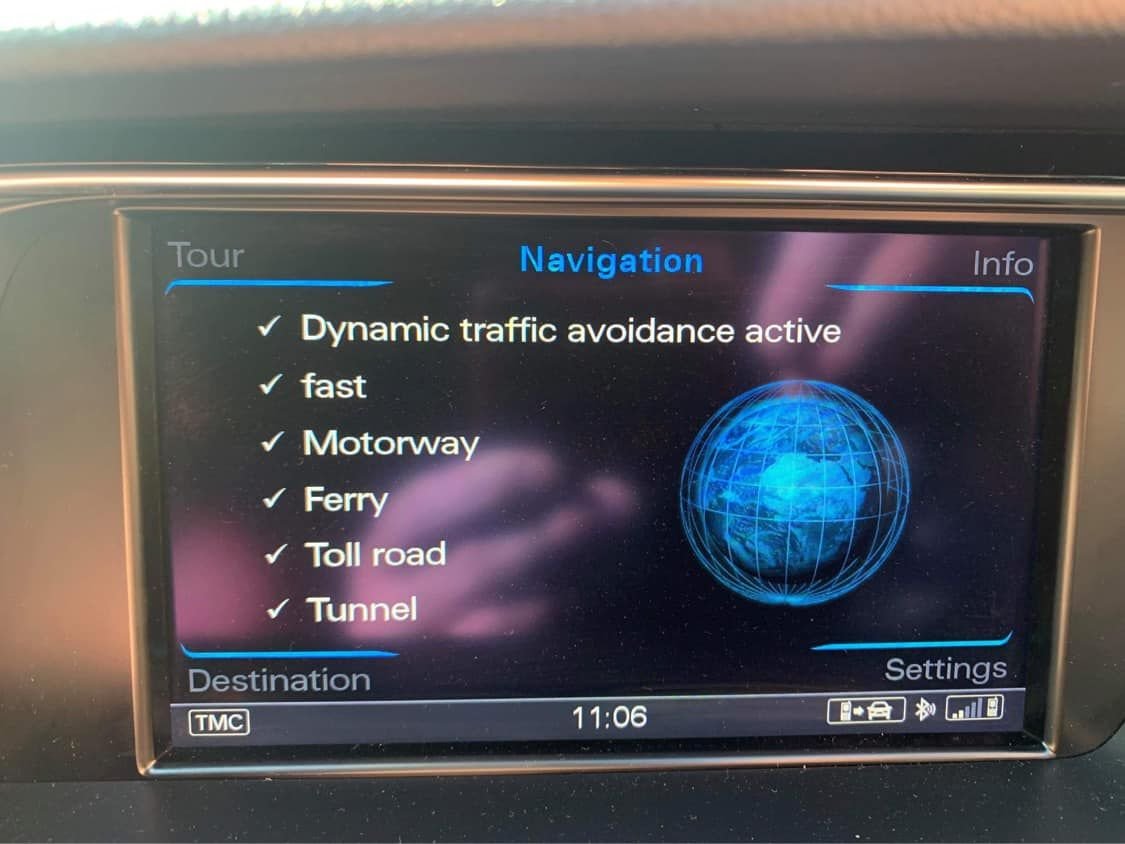 Tour
Navigation
Info
✓ Dynamic traffic avoidance active
✓ fast
✓ Motorway
✓ Ferry
✓ Toll road
✓ Tunnel
Destination
Settings
TMC
11:06